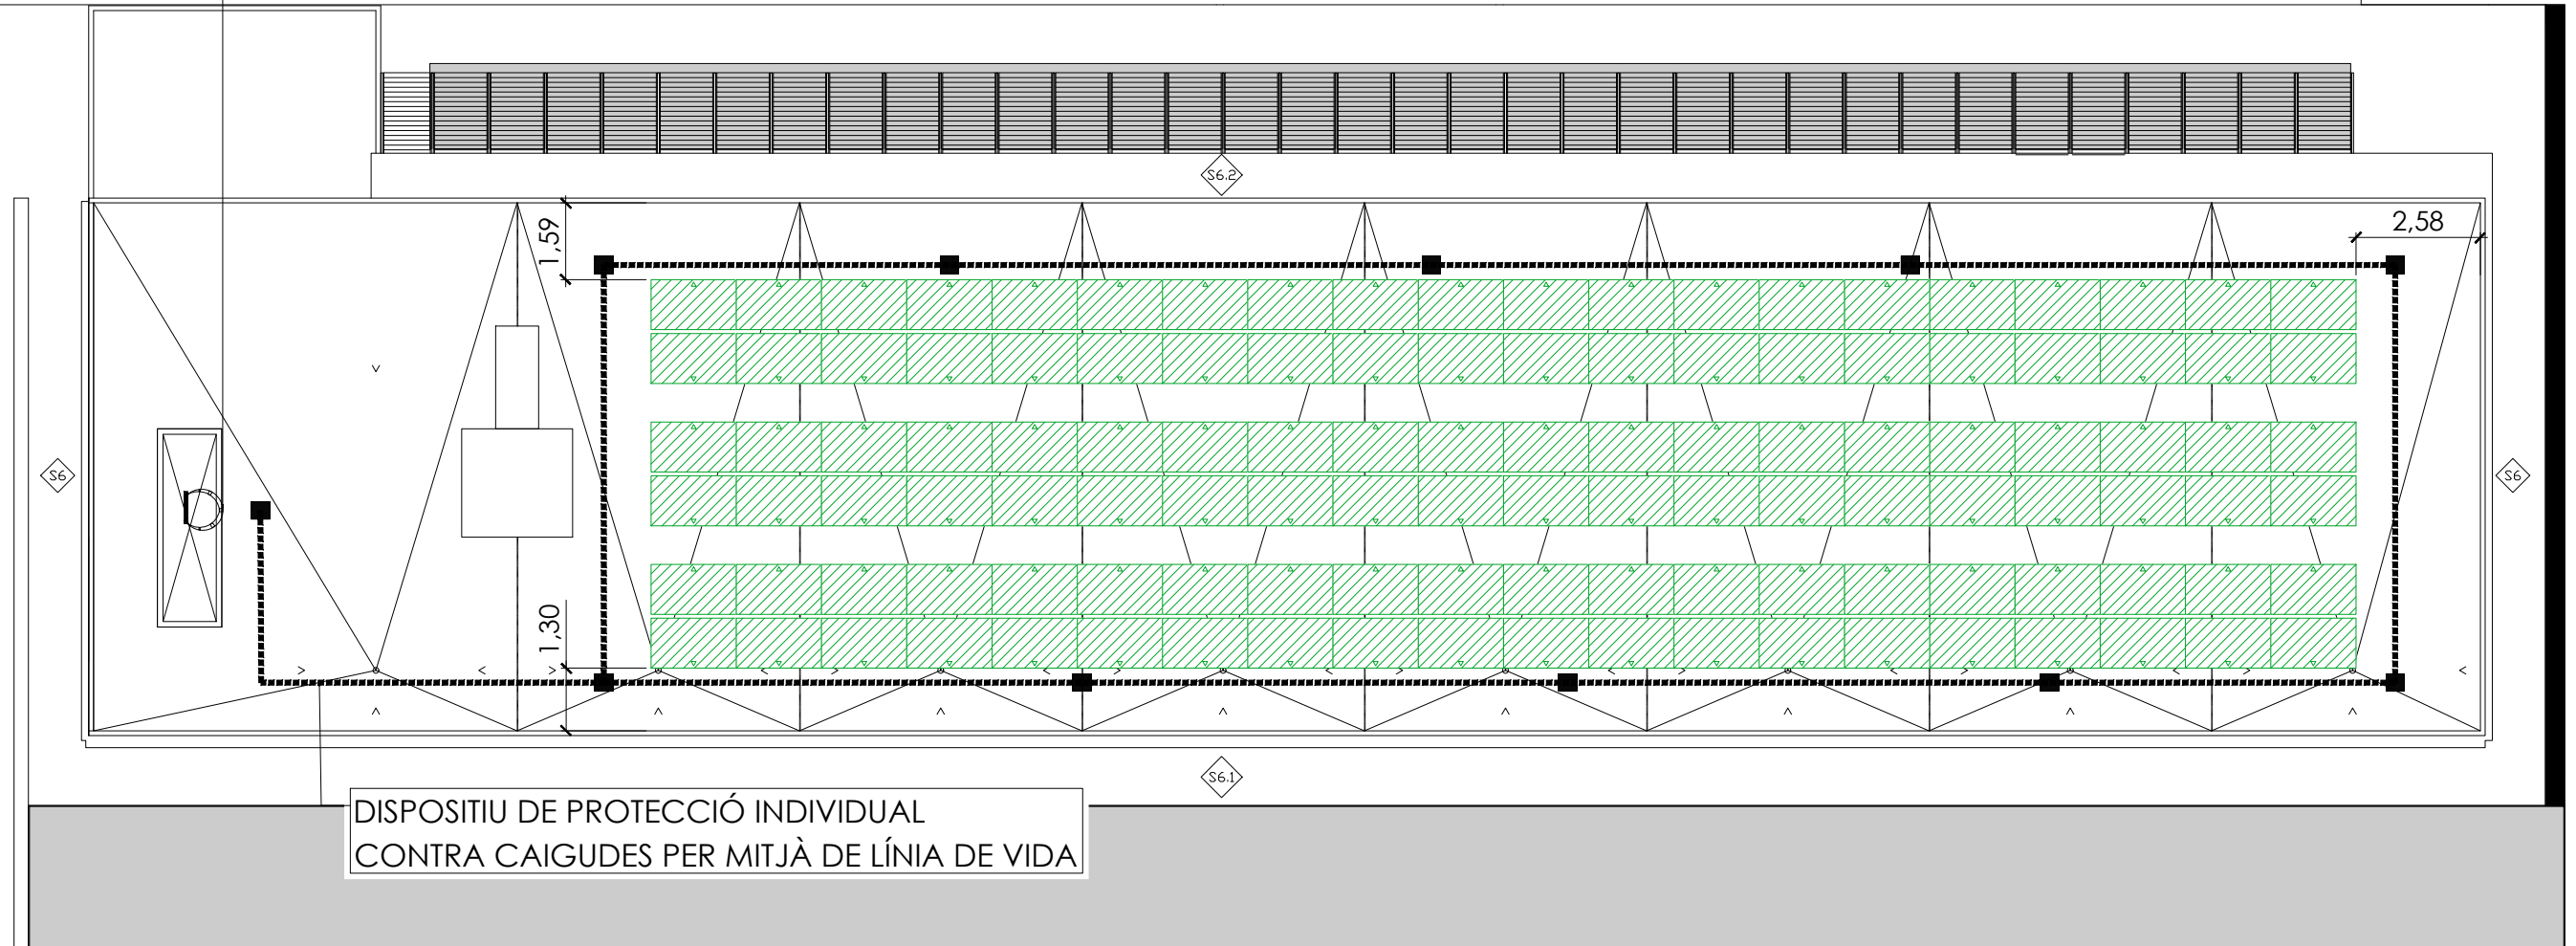 S6.2
1,59
2,58
S6
S6
1,30
S6.1
DISPOSITIU DE PROTECCIÓ INDIVIDUAL
CONTRA CAIGUDES PER MITJÀ DE LÍNIA DE VIDA